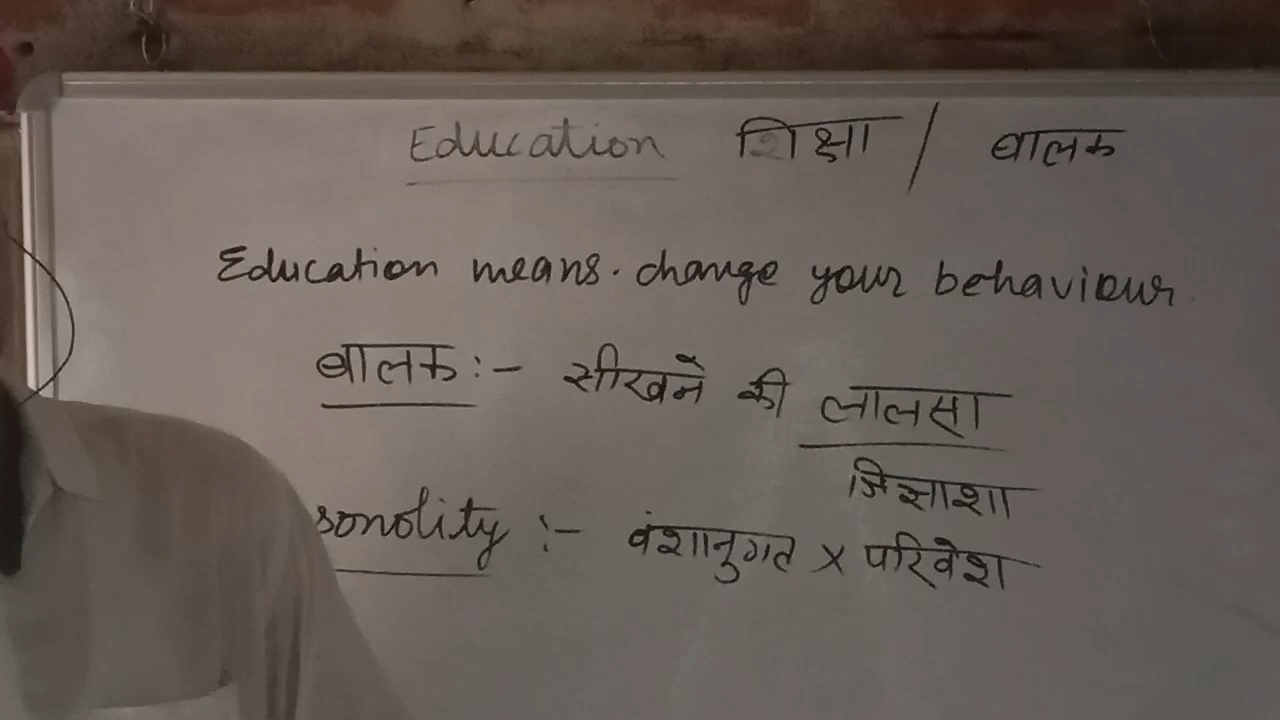 Education शिक्षा / बालक
Education means. change your behaviour
बालक :- सीखने की लालसा
जिज्ञाशा
sonolity :- वंशानुगत x परिवेश